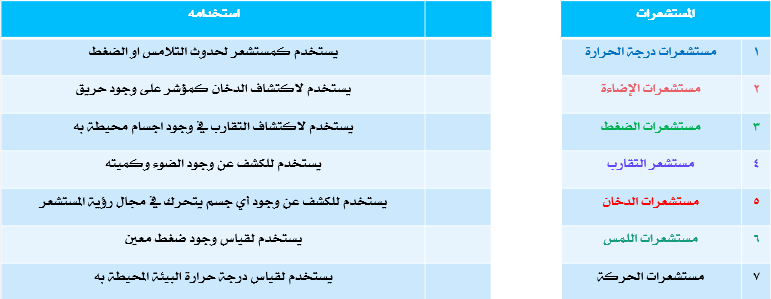 المستشعرات
١ مستشعرات درجة الحرارة
٢ مستشعرات الإضاءة
٣ مستشعرات الضغط
٤ مستشعر التقارب
٥ مستشعرات الدخان
٦ مستشعرات اللمس
٧ مستشعرات الحركة
استخدامه
يستخدم كمستشعر لحدوث التلامس او الضغط
يستخدم لاكتشاف الدخان كمؤشر على وجود حريق
يستخدم لاكتشاف التقارب في وجود اجسام محيطة به
يستخدم للكشف عن وجود الضوء وكميته
يستخدم للكشف عن وجود أي جسم يتحرك في مجال رؤية المستشعر
يستخدم لقياس وجود ضغط معين
يستخدم لقياس درجة حرارة البيئة المحيطة به